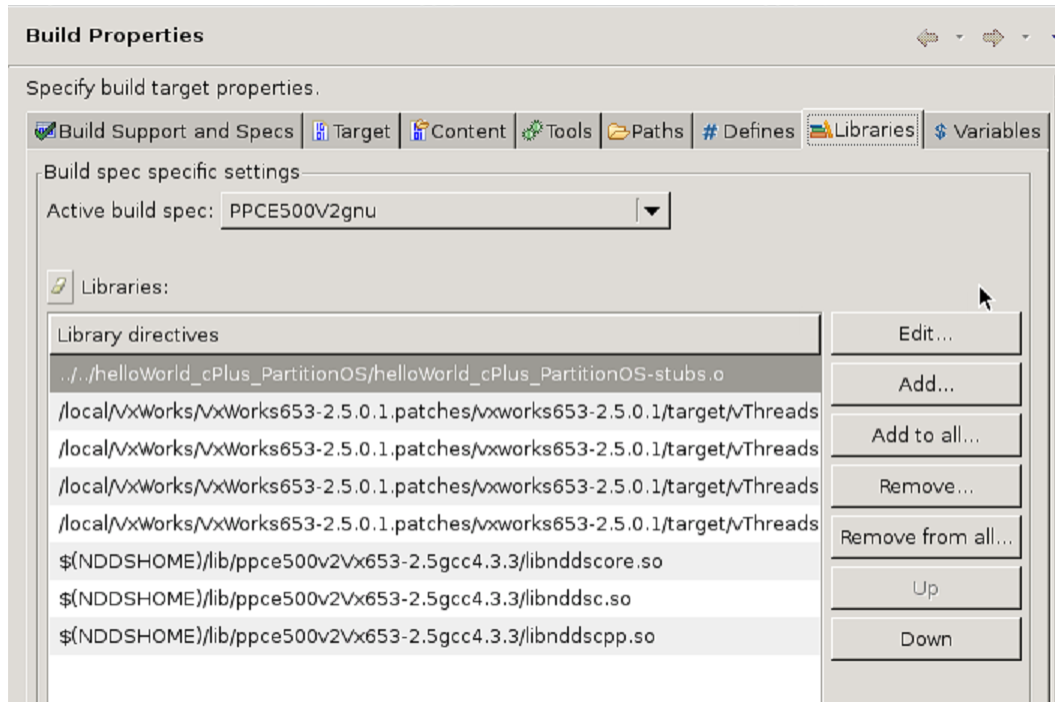 Build Properties
Specify build target properties.
Build Support and Specs Target Content Tools Paths # Defines Libraries $ Variables
Build spec specific settings
Active build spec: PPCE500V2gnu
Libraries:
Library directives
../../helloWorld_cPlus_PartitionOS/helloWorld_cPlus_PartitionOS-stubs.o
/local/VxWorks/VxWorks653-2.5.0.1.patches/vxworks653-2.5.0.1/target/vThreads
/local/VxWorks/VxWorks653-2.5.0.1.patches/vxworks653-2.5.0.1/target/vThreads
/local/VxWorks/VxWorks653-2.5.0.1.patches/vxworks653-2.5.0.1/target/vThreads
/local/VxWorks/VxWorks653-2.5.0.1.patches/vxworks653-2.5.0.1/target/vThreads
$(NDDSHOME)/lib/ppce500v2Vx653-2.5gcc4.3.3/libnddscore.so
$(NDDSHOME)/lib/ppce500v2Vx653-2.5gcc4.3.3/libnddsc.so
$(NDDSHOME)/lib/ppce500v2Vx653-2.5gcc4.3.3/libnddscpp.so
Edit...
Add...
Add to all...
Remove...
Remove from all...
Up
Down